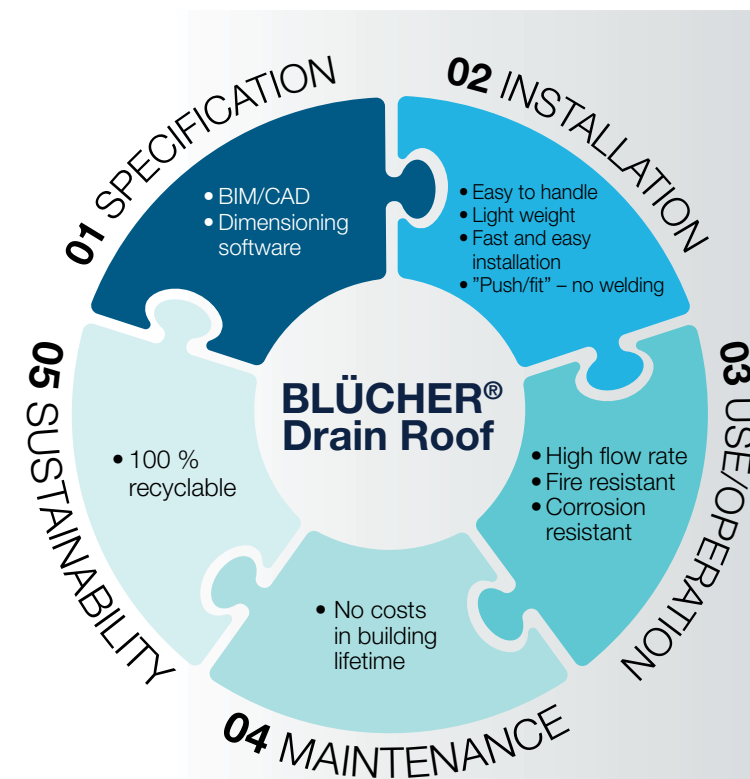 01 SPECIFICATION
• BIM/CAD
• Dimensioning
software
02 INSTALLATION
• Easy to handle
• Light weight
• Fast and easy
installation
• ”Push/fit” – no welding
03 USE/OPERATION
• High flow rate
• Fire resistant
• Corrosion
resistant
04 MAINTENANCE
• No costs
in building
lifetime
05 SUSTAINABILITY
• 100 %
recyclable
BLÜCHER®
Drain Roof